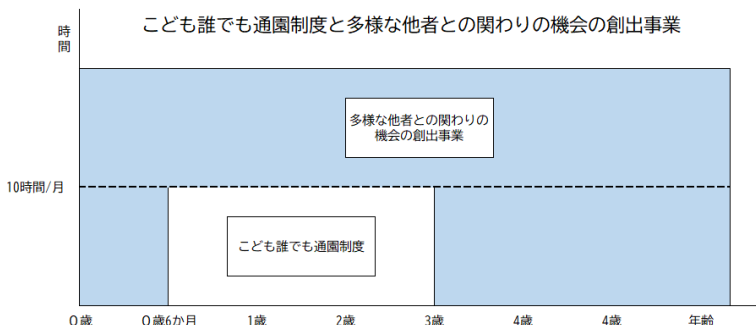 こども誰でも通園制度と多様な他者との関わりの機会の創出事業
時間
多様な他者との関わりの
機会の創出事業
10時間/月
こども誰でも通園制度
0歳
0歳6か月
1歳
2歳
3歳
4歳
4歳
年齢